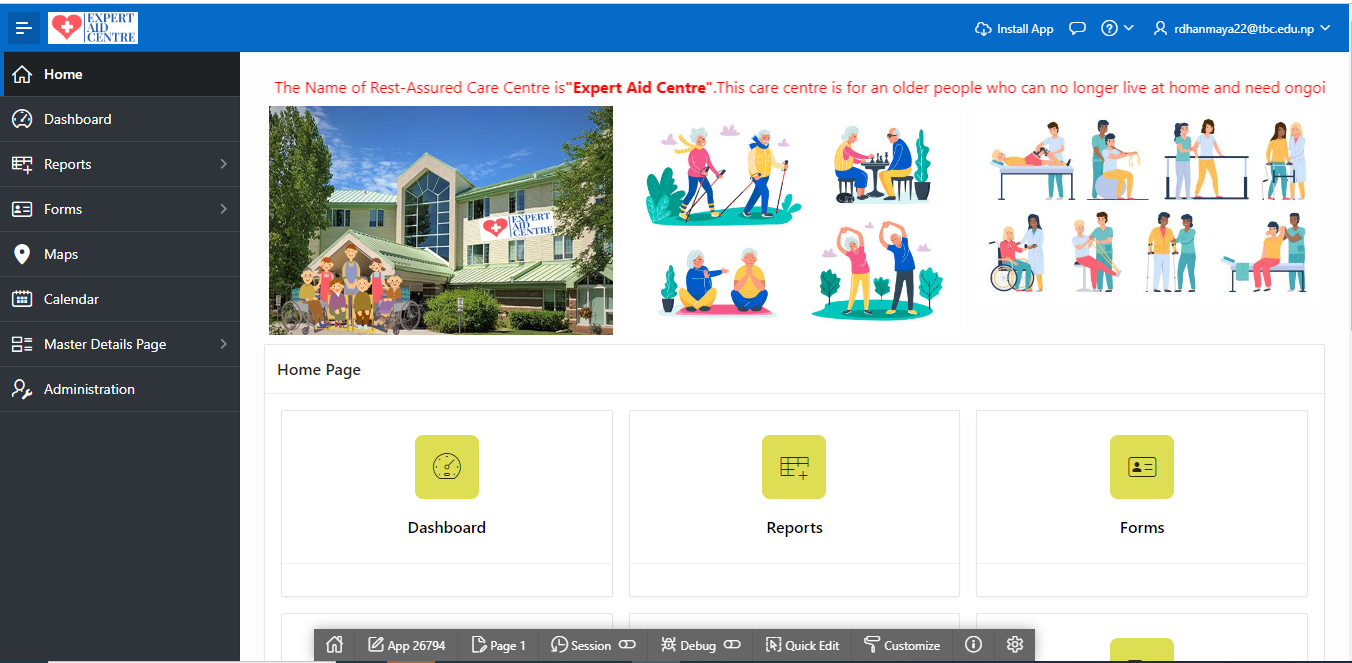 EXPERT
AID
CENTRE
Install App
rdhanmaya22@tbc.edu.np
Home
Dashboard
Reports
Forms
Maps
Calendar
Master Details Page
Administration
The Name of Rest-Assured Care Centre is"Expert Aid Centre".This care centre is for an older people who can no longer live at home and need ongoi
EXPERT
AID
CENTRE
Home Page
Dashboard
Reports
Forms
App 26794
Page 1
Session
Debug
Quick Edit
Customize